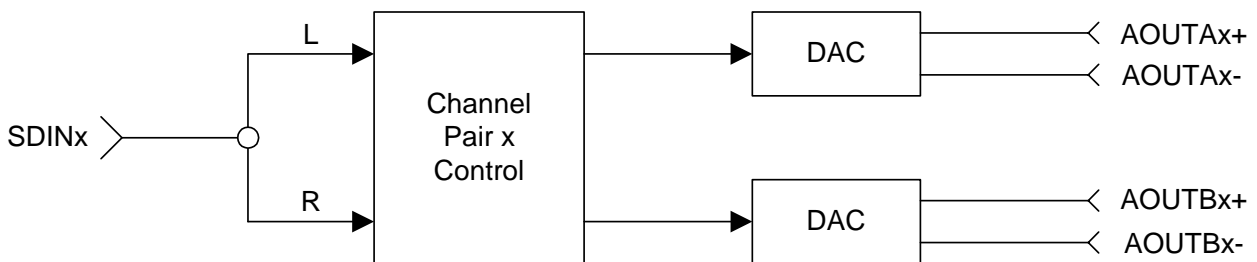 L
DAC
AOUTAx+
AOUTAx-
SDINx
Channel
Pair x
Control
R
DAC
AOUTBx+
AOUTBx-